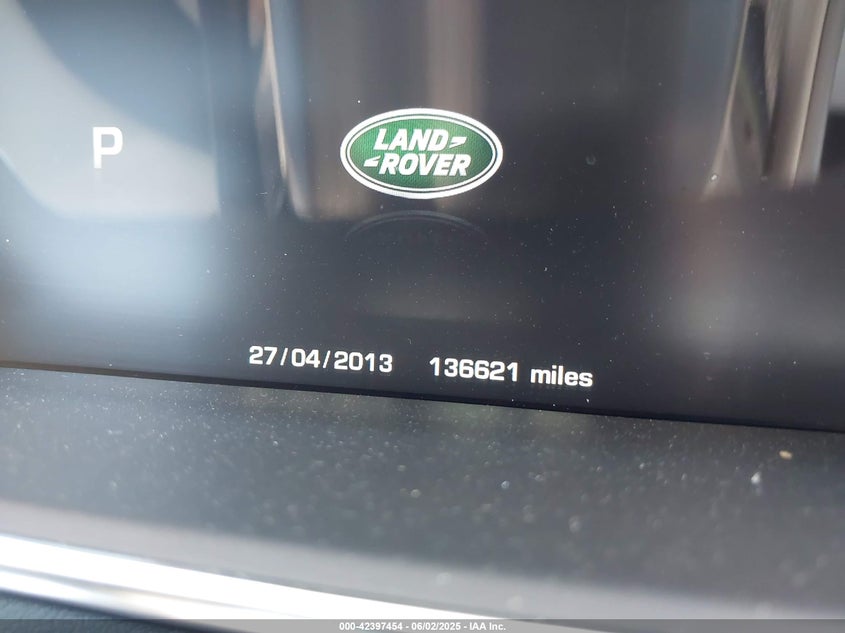 P
LAND
ROVER
27/04/2013 136621 miles
000-42397454 | 06/02/2025 - IAA Inc.